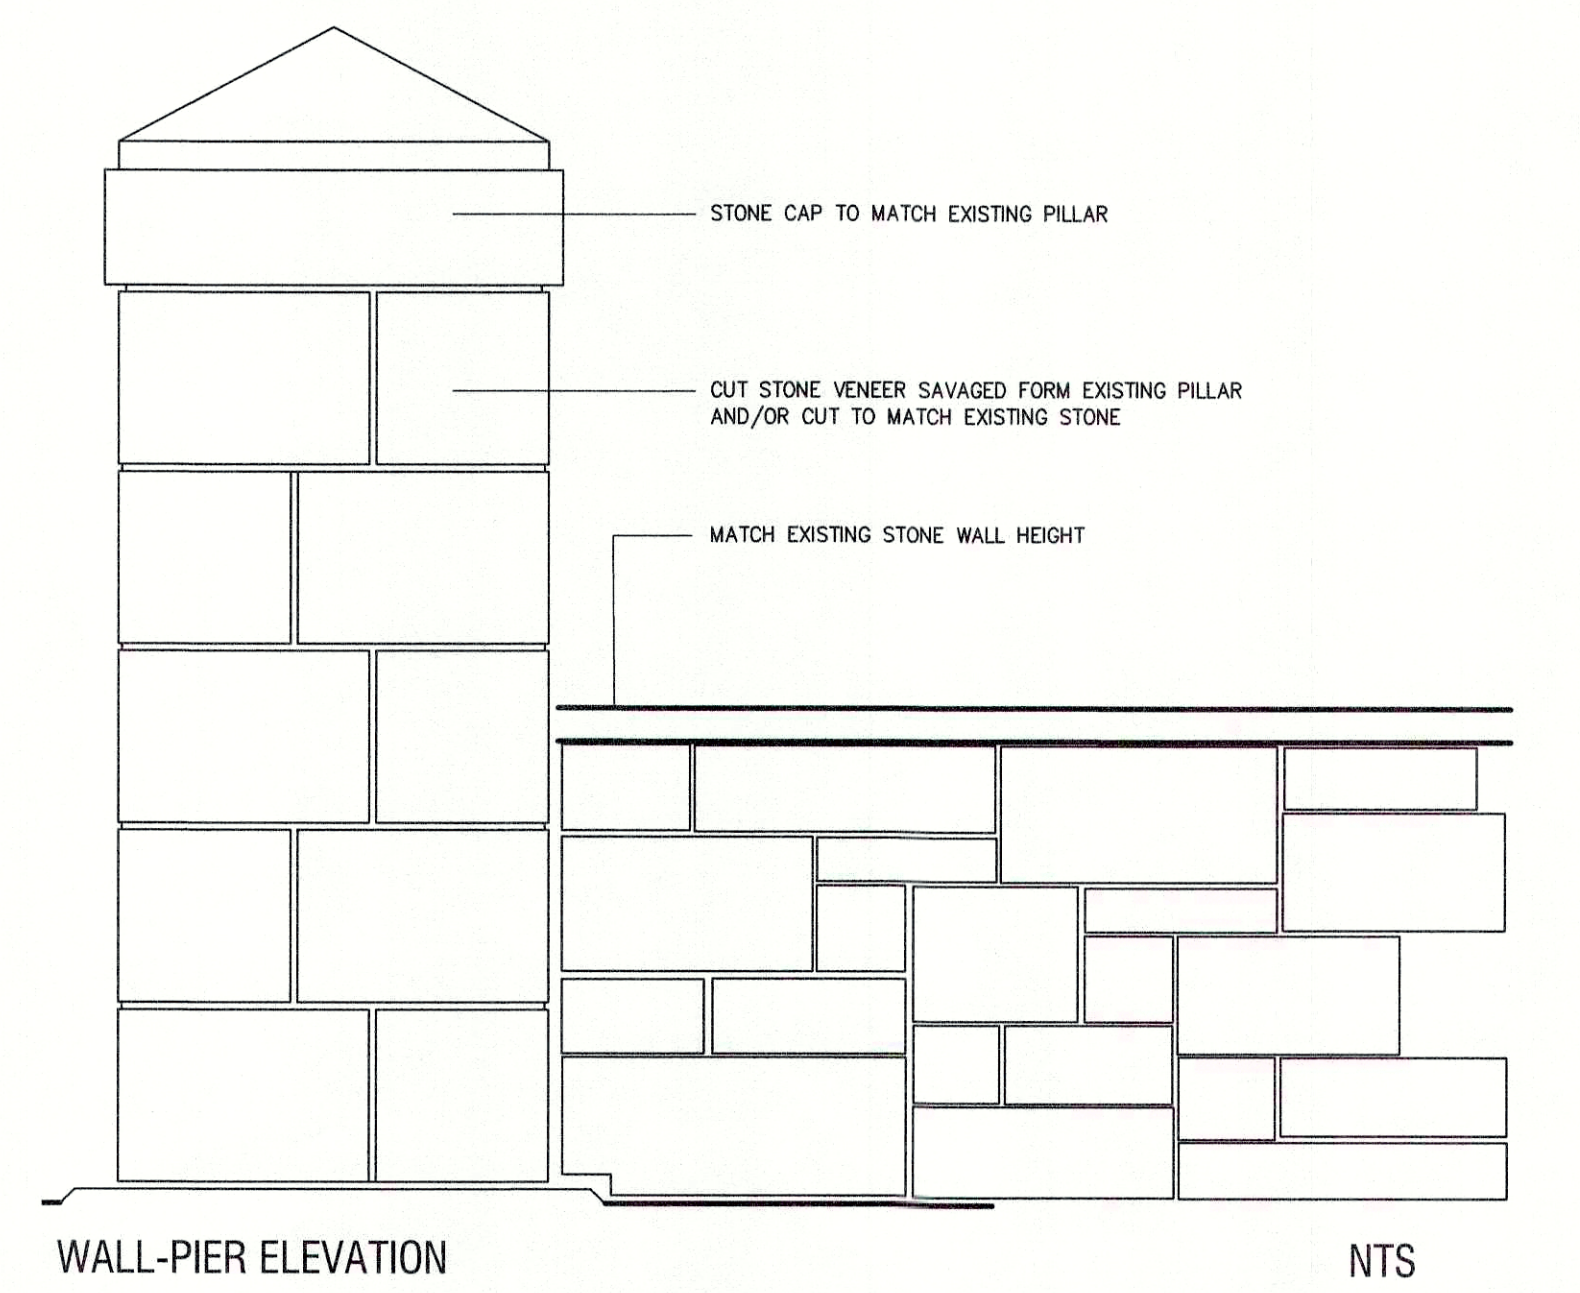 STONE CAP TO MATCH EXISTING PILLAR
CUT STONE VENEER SAVAGED FORM EXISTING PILLAR
AND/OR CUT TO MATCH EXISTING STONE
MATCH EXISTING STONE WALL HEIGHT
WALL-PIER ELEVATION
NTS